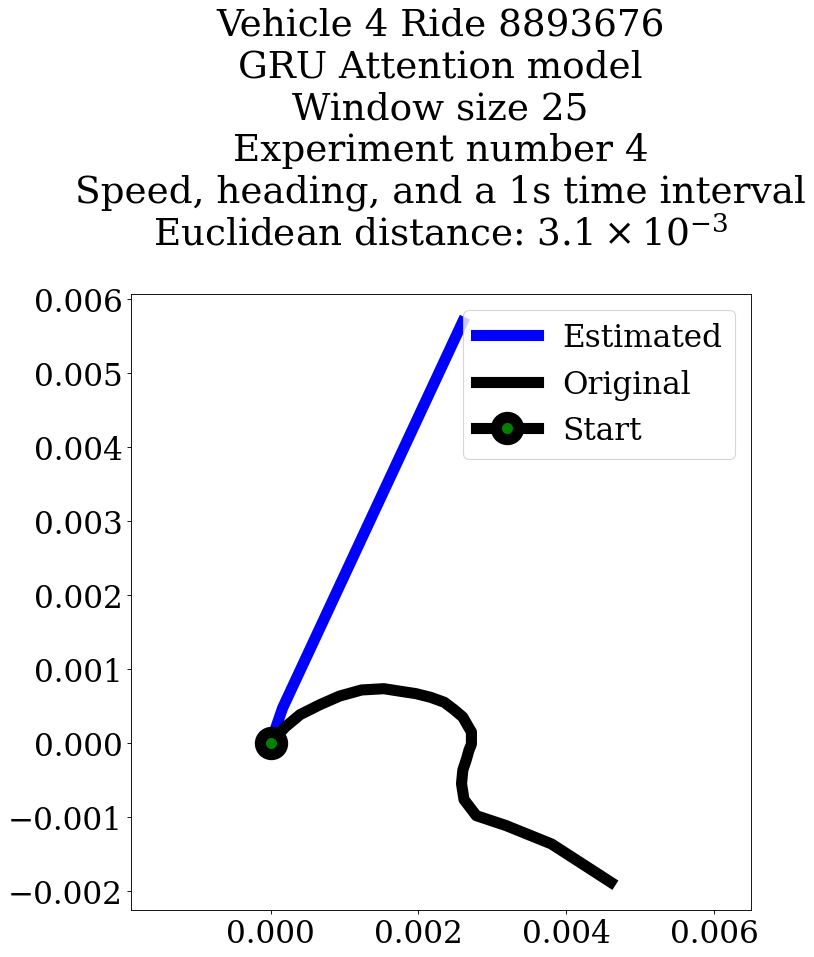 Vehicle 4 Ride 8893676
GRU Attention model
Window size 25
Experiment number 4
Speed, heading, and a 1s time interval
Euclidean distance: 3.1 × 10⁻³
0.006
Estimated
0.005
Original
Start
0.004
0.003
0.002
0.001
0.000
−0.001
−0.002
0.000 0.002 0.004 0.006